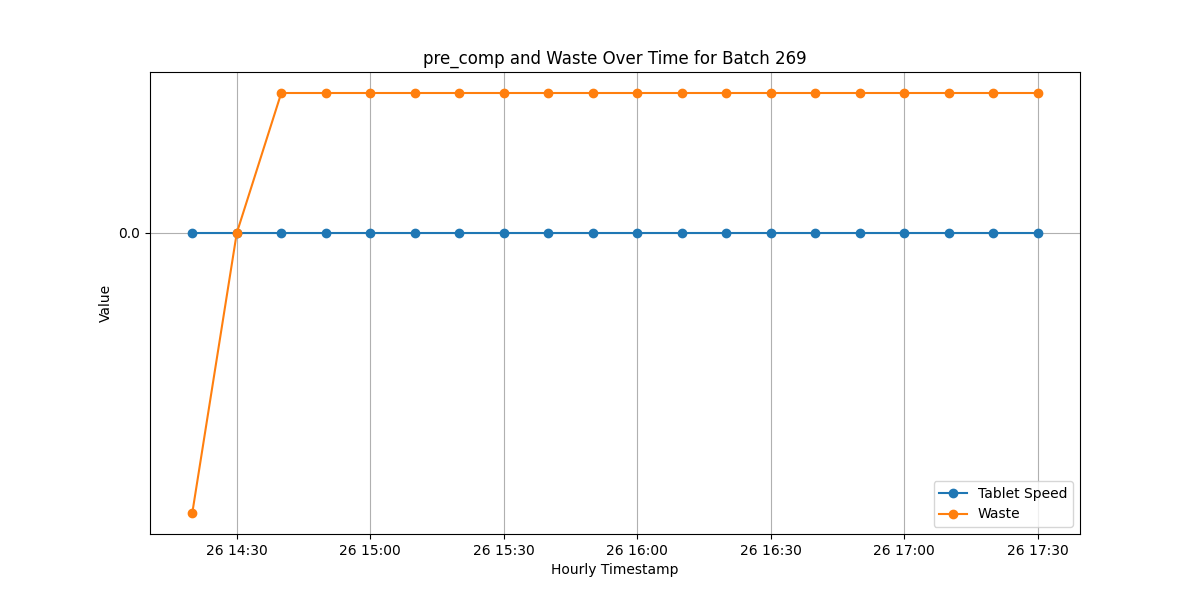 pre_comp and Waste Over Time for Batch 269
0.0
Value
Tablet Speed
Waste
26 14:30 26 15:00 26 15:30 26 16:00 26 16:30 26 17:00 26 17:30
Hourly Timestamp